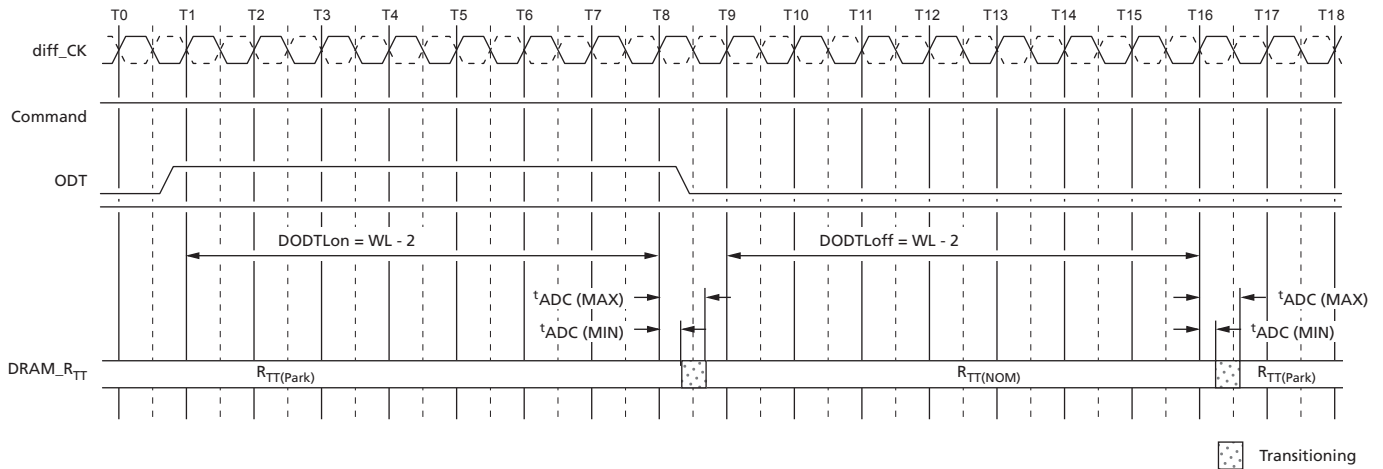 T0 T1 T2 T3 T4 T5 T6 T7 T8 T9 T10 T11 T12 T13 T14 T15 T16 T17 T18
diff_CK
Command
ODT
DODTLon = WL - 2 DODTLoff = WL - 2
tADC (MAX) tADC (MAX)
tADC (MIN) tADC (MIN)
DRAM_RTT RTT(Park) RTT(NOM) RTT(Park)
Transitioning